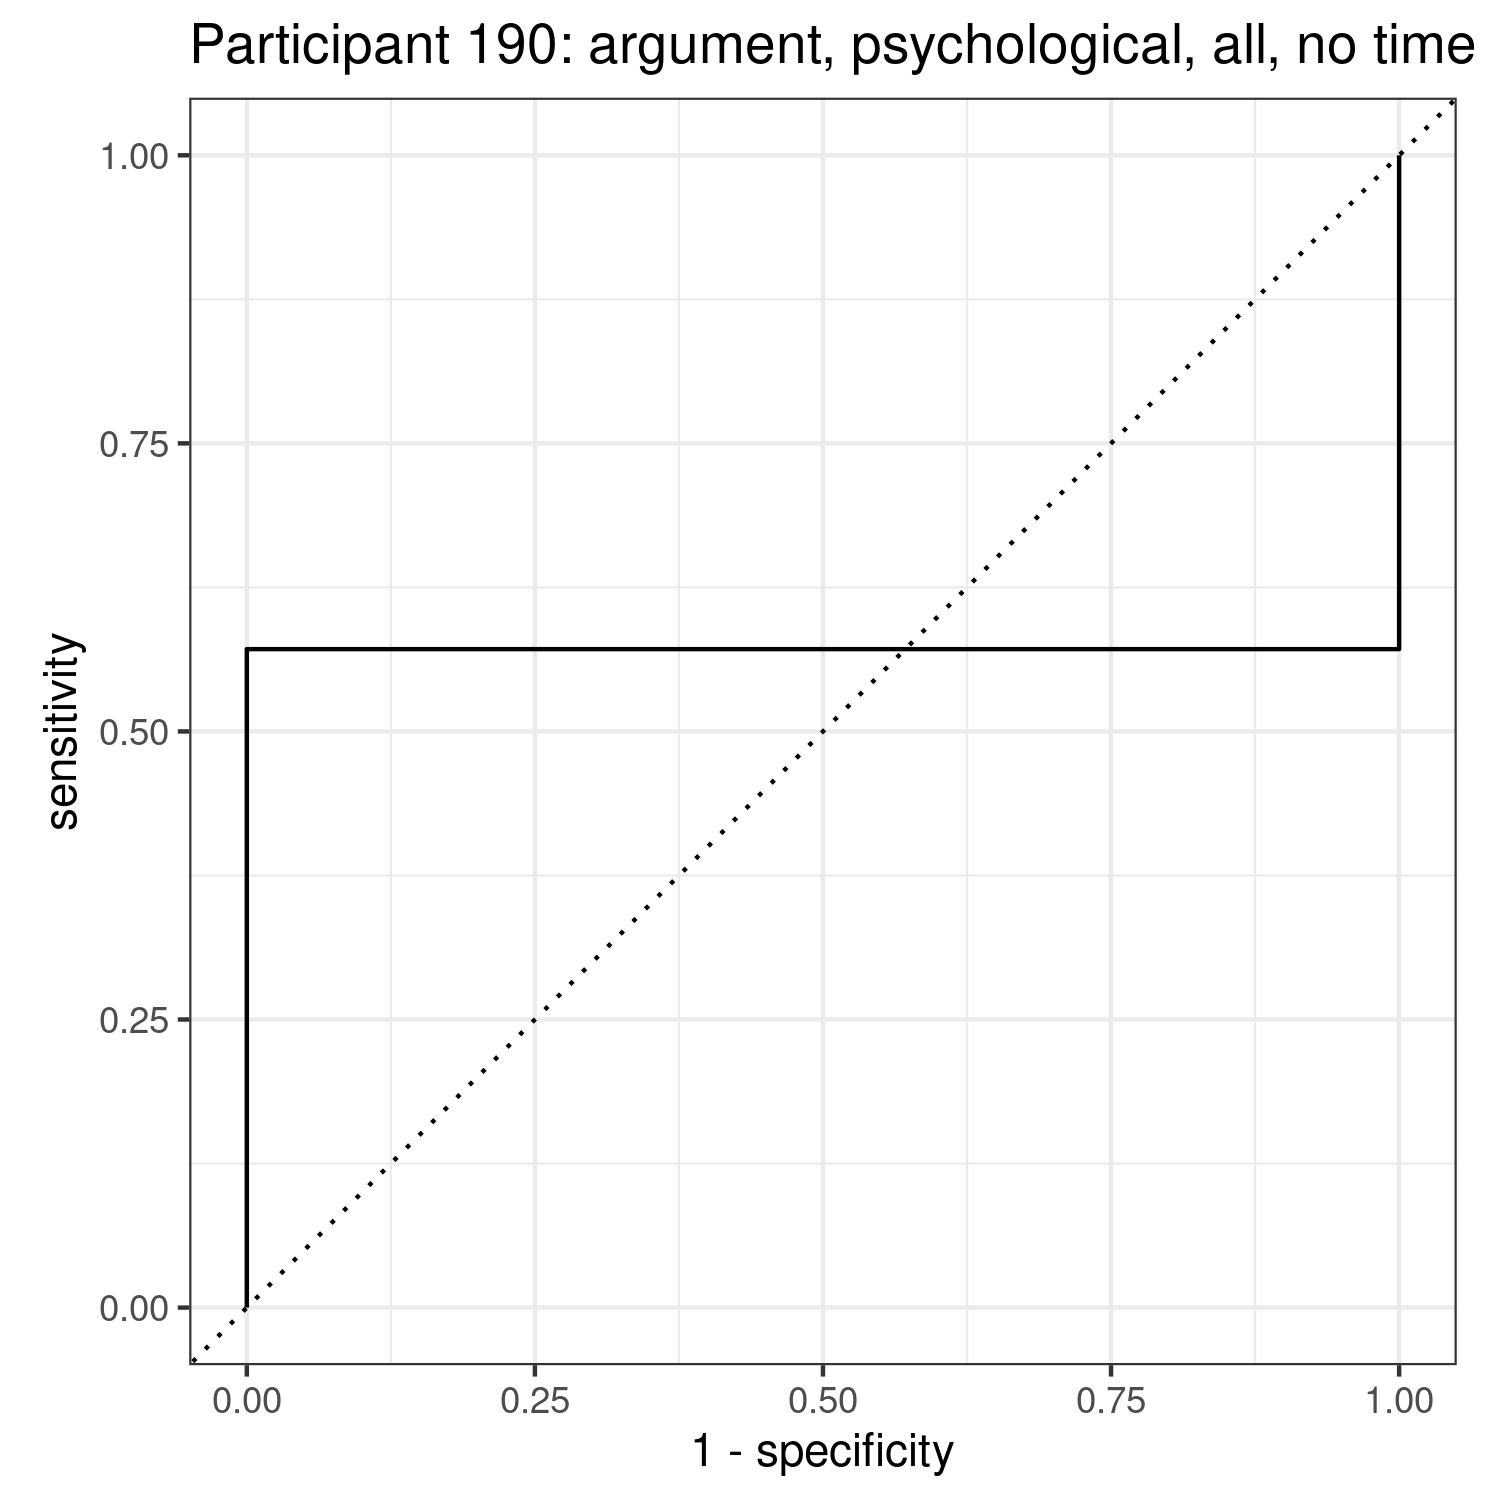 Participant 190: argument, psychological, all, no time
1.00
0.75
0.50
0.25
0.00
sensitivity
0.00 0.25 0.50 0.75 1.00
1 - specificity